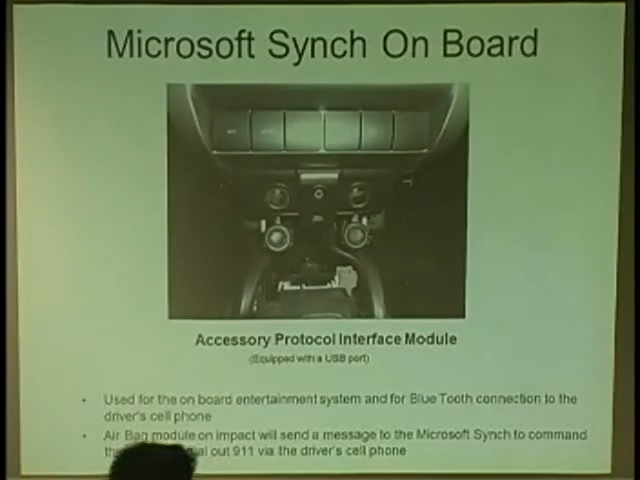 Microsoft Synch On Board
Accessory Protocol Interface Module
(Equipped with a USB port)
• Used for the on board entertainment system and for Blue Tooth connection to the
driver's cell phone
• Air Bag module on impact will send a message to the Microsoft Synch to command
out 911 via the driver's cell phone